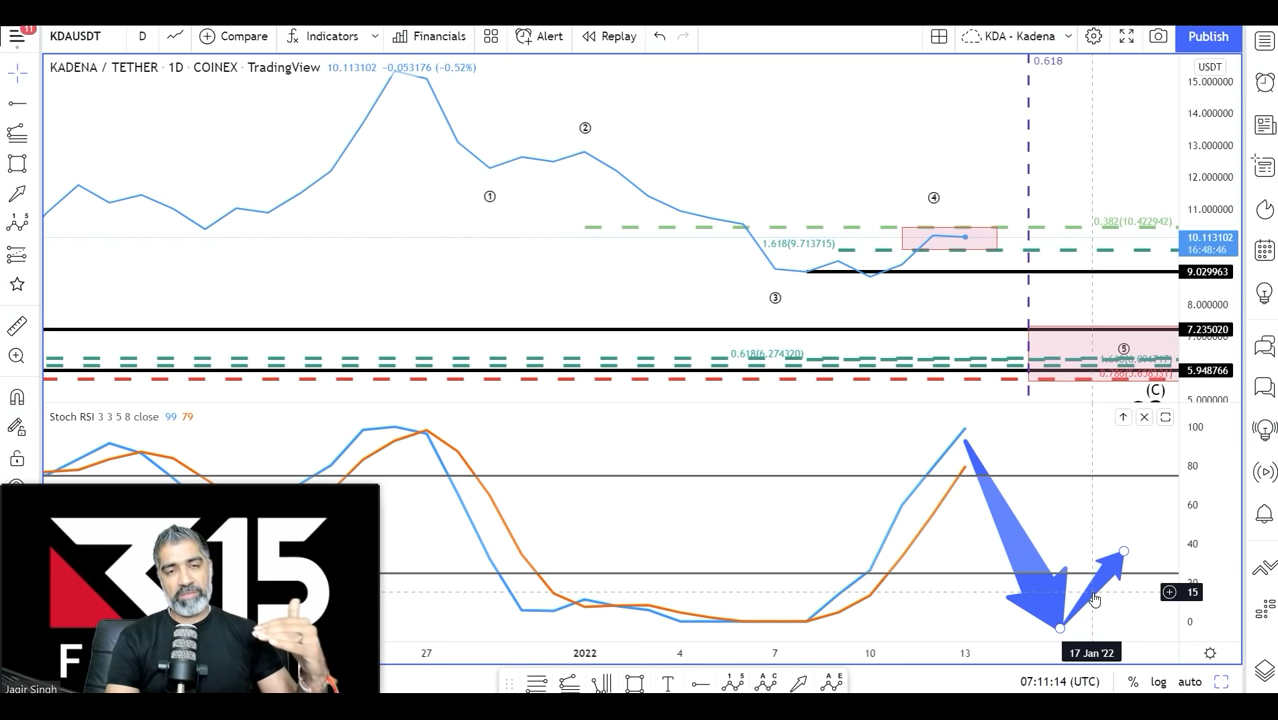 11
KDAUSDT
D
Compare
Indicators
Financials
Alert
Replay
KDA - Kadena
Publish
KADENA / TETHER · 1D · COINEX · TradingView 10.113102 −0.053176 (−0.52%)
0.618
USDT
15.000000
14.000000
②
13.000000
12.000000
①
④
11.000000
0.382(10.422942)
1.618(9.713715)
10.113102
16:48:46
9.029963
③
8.000000
7.235020
0.618(6.274320)
⑤
5.948766
(C)
Stoch RSI 3 3 5 8 close 99 79
100
80
60
40
15
0
R315
F
Jagir Singh
27
2022
4
7
10
13
17 Jan '22
07:11:14 (UTC)
%
log
auto